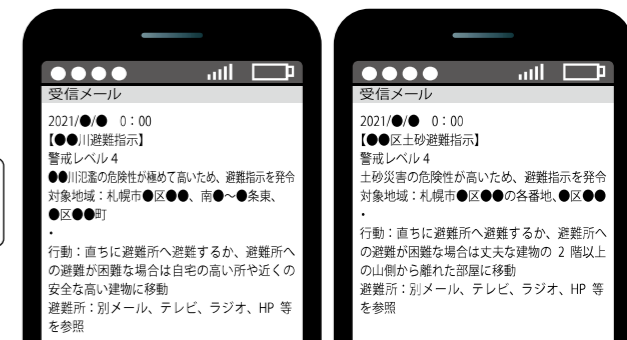 受信メール
2021/●/● 0:00
【●●川避難指示】
警戒レベル4
●●川氾濫の危険性が極めて高いため、避難指示を発令
対象地域：札幌市●区●●、南●～●条東、
●区●●町
・
行動：直ちに避難所へ避難するか、避難所へ
の避難が困難な場合は自宅の高い所や近くの
安全な高い建物に移動
避難所：別メール、テレビ、ラジオ、HP 等
を参照
受信メール
2021/●/● 0:00
【●●区土砂避難指示】
警戒レベル4
土砂災害の危険性が高いため、避難指示を発令
対象地域：札幌市●区●●の各番地、●区●●
・
行動：直ちに避難所へ避難するか、避難所へ
の避難が困難な場合は丈夫な建物の 2 階以上
の山側から離れた部屋に移動
避難所：別メール、テレビ、ラジオ、HP 等
を参照